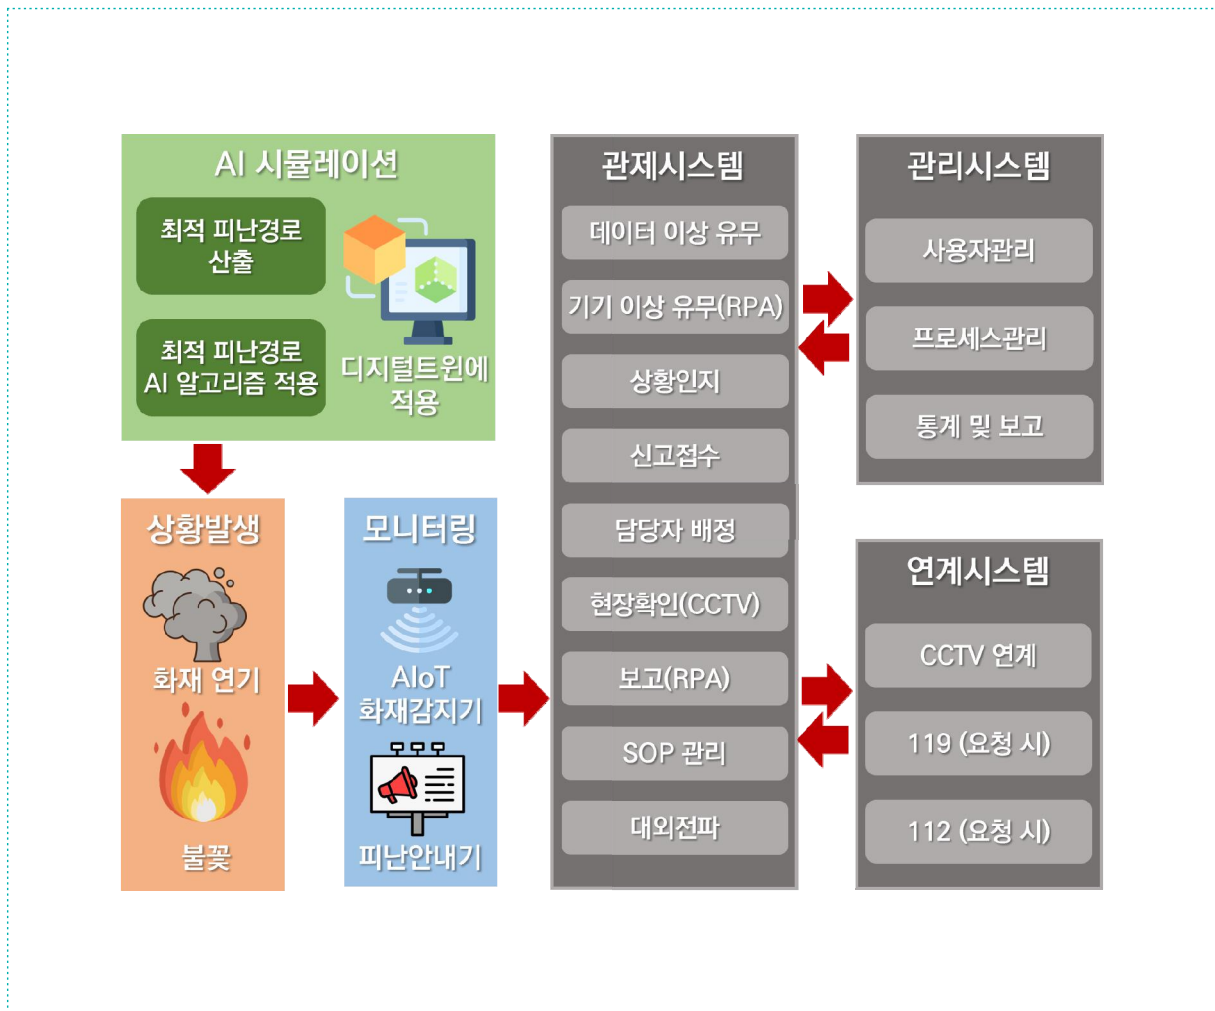 AI 시뮬레이션
최적 피난경로
산출
최적 피난경로
AI 알고리즘 적용
디지털트윈에
적용
상황발생
화재 연기
불꽃
모니터링
AIoT
화재감지기
피난안내기
관제시스템
데이터 이상 유무
기기 이상 유무(RPA)
상황인지
신고접수
담당자 배정
현장확인(CCTV)
보고(RPA)
SOP 관리
대외전파
관리시스템
사용자관리
프로세스관리
통계 및 보고
연계시스템
CCTV 연계
119 (요청 시)
112 (요청 시)